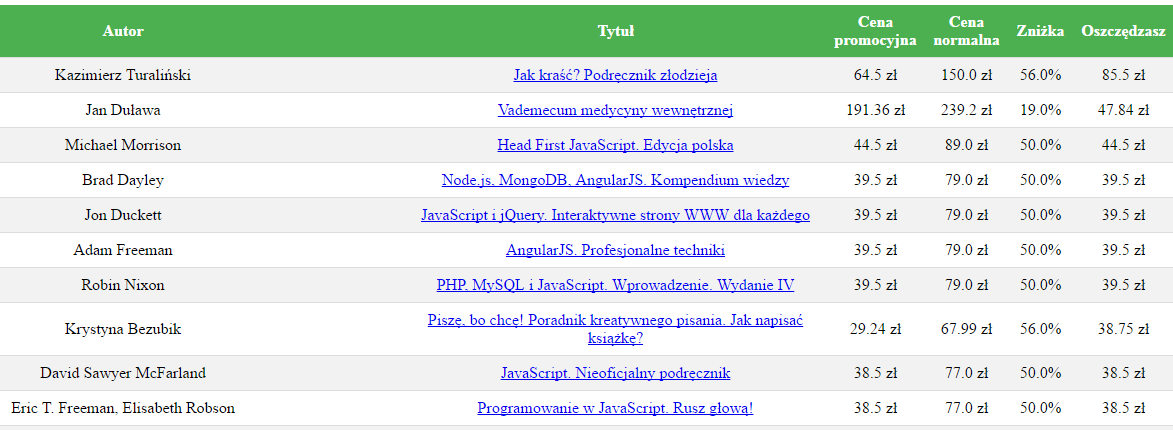 Autor Tytuł Cena promocyjna Cena normalna Zniżka Oszczędzasz
Kazimierz Turaliński Jak kraść? Podręcznik złodzieja 64.5 zł 150.0 zł 56.0% 85.5 zł
Jan Duława Vademecum medycyny wewnętrznej 191.36 zł 239.2 zł 19.0% 47.84 zł
Michael Morrison Head First JavaScript. Edycja polska 44.5 zł 89.0 zł 50.0% 44.5 zł
Brad Dayley Node.js, MongoDB, AngularJS. Kompendium wiedzy 39.5 zł 79.0 zł 50.0% 39.5 zł
Jon Duckett JavaScript i jQuery. Interaktywne strony WWW dla każdego 39.5 zł 79.0 zł 50.0% 39.5 zł
Adam Freeman AngularJS. Profesjonalne techniki 39.5 zł 79.0 zł 50.0% 39.5 zł
Robin Nixon PHP, MySQL i JavaScript. Wprowadzenie. Wydanie IV 39.5 zł 79.0 zł 50.0% 39.5 zł
Krystyna Bezubik Piszę, bo chcę! Poradnik kreatywnego pisania. Jak napisać książkę? 29.24 zł 67.99 zł 56.0% 38.75 zł
David Sawyer McFarland JavaScript. Nieoficjalny podręcznik 38.5 zł 77.0 zł 50.0% 38.5 zł
Eric T. Freeman, Elisabeth Robson Programowanie w JavaScript. Rusz głową! 38.5 zł 77.0 zł 50.0% 38.5 zł